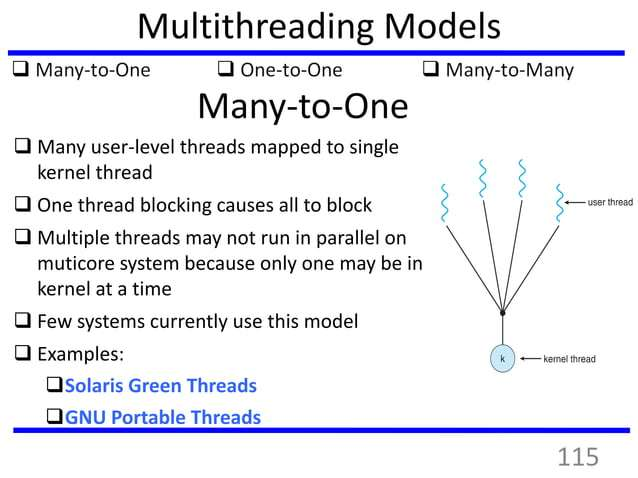 Multithreading Models
❑ Many-to-One ❑ One-to-One ❑ Many-to-Many
Many-to-One
❑ Many user-level threads mapped to single
kernel thread
❑ One thread blocking causes all to block
❑ Multiple threads may not run in parallel on
muticore system because only one may be in
kernel at a time
❑ Few systems currently use this model
❑ Examples:
❑Solaris Green Threads
❑GNU Portable Threads
user thread
k
kernel thread
115